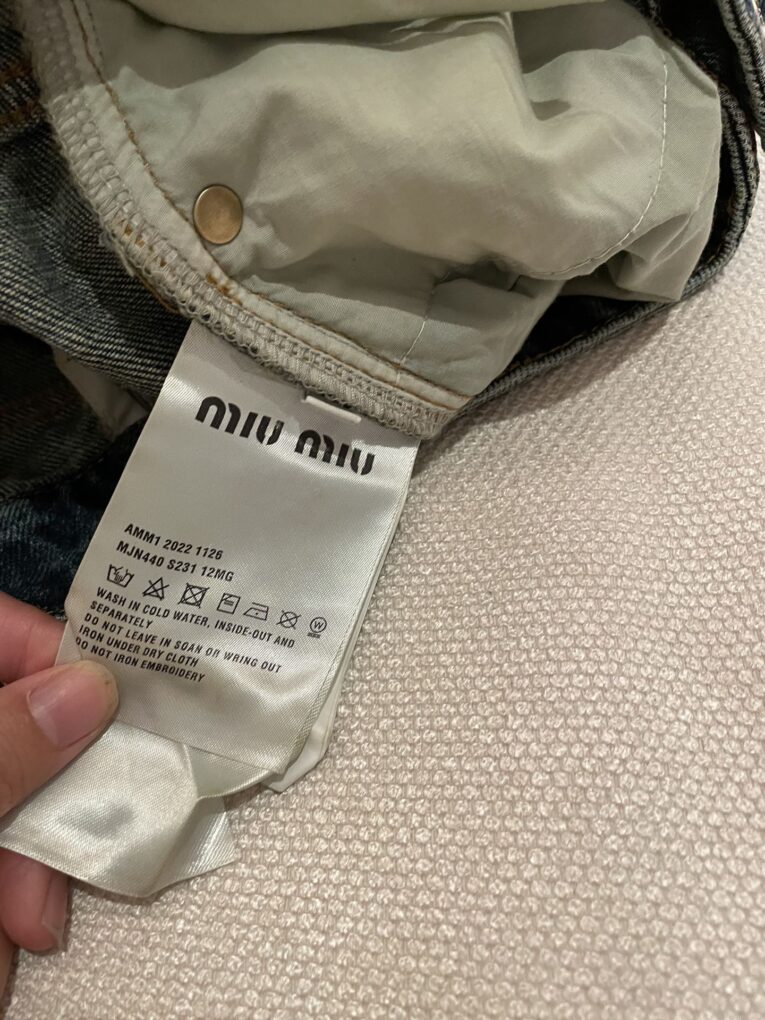 MIU MIU
AMM1 2022 1126
MJN440 S231 12MG
W
WASH IN COLD WATER, INSIDE-OUT AND
SEPARATELY
DO NOT LEAVE IN SOAK OR WRING OUT
IRON UNDER DRY CLOTH
DO NOT IRON EMBROIDERY